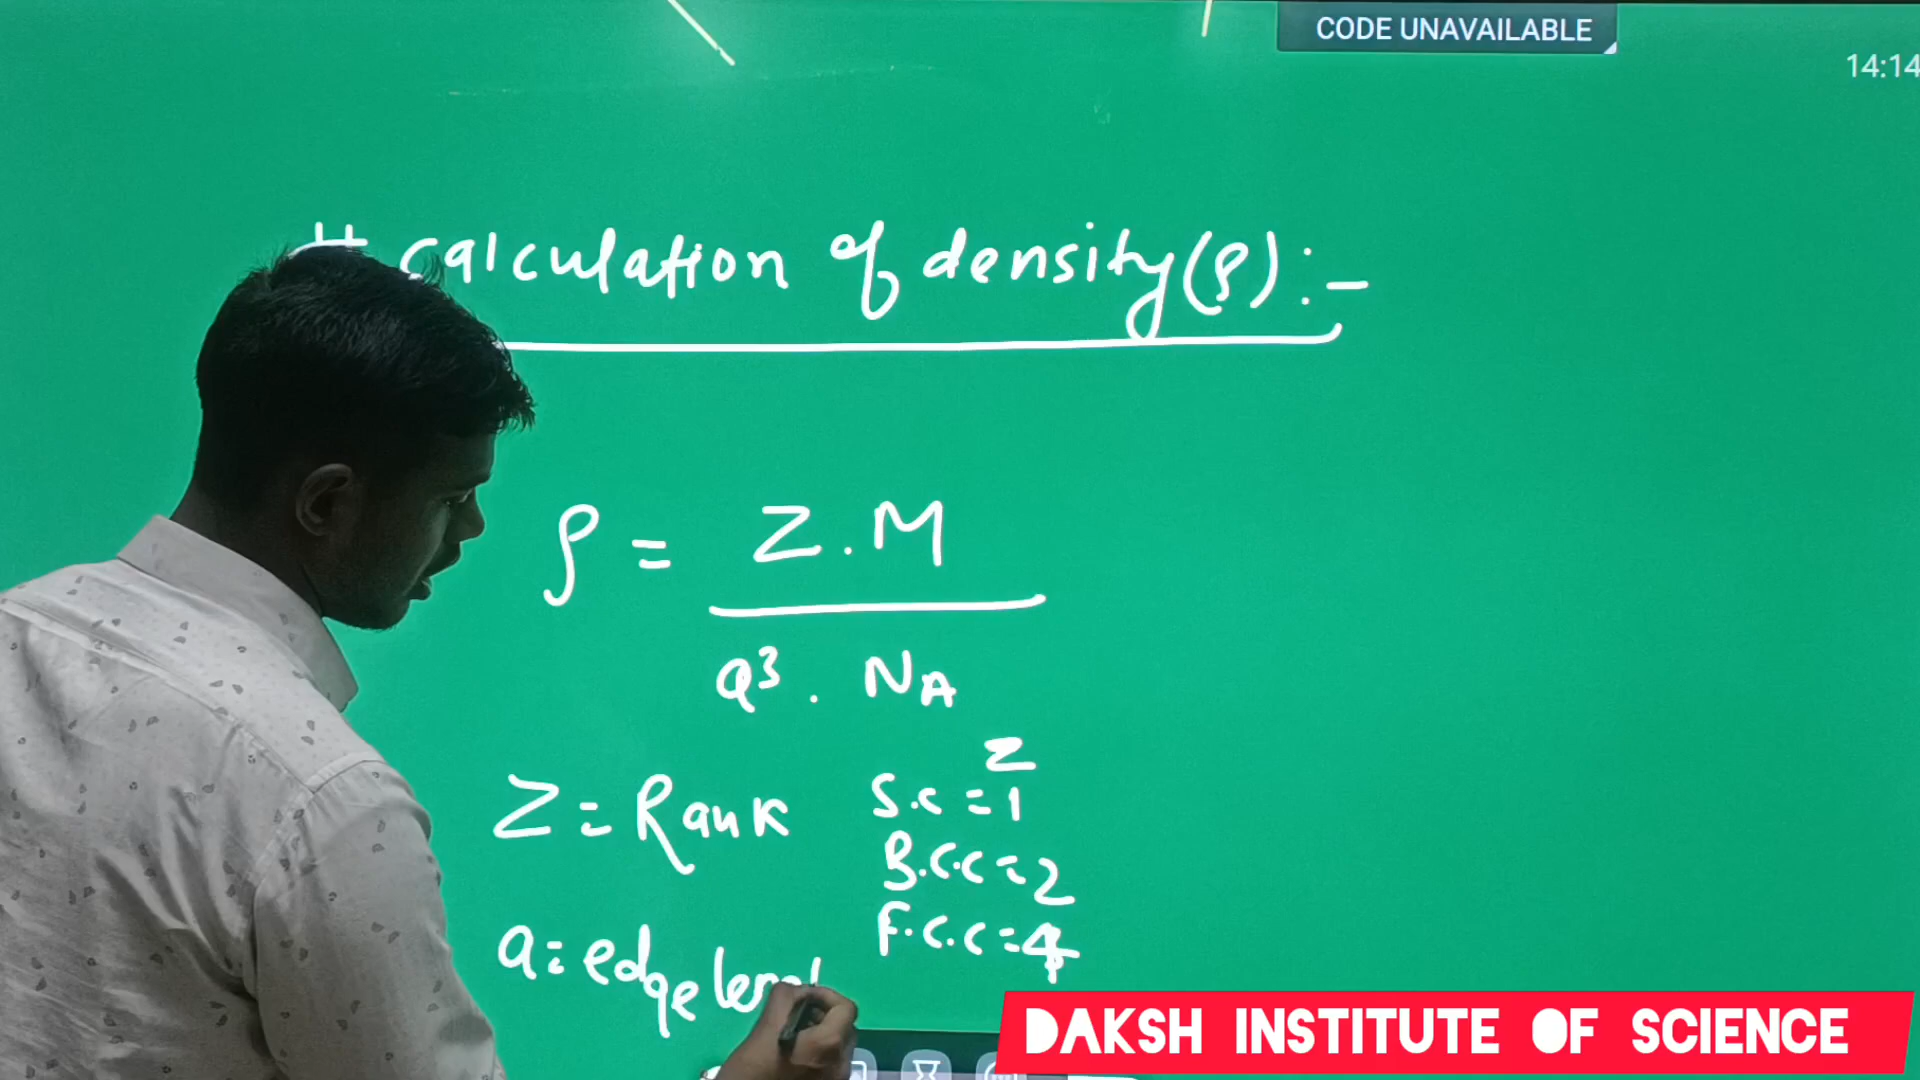 CODE UNAVAILABLE
14:14
# calculation of density(ρ):-
ρ = Z.M
a³ . NA
Z
Z = Rank
S.C = 1
B.C.C = 2
F.C.C = 4
a = edge
DAKSH INSTITUTE OF SCIENCE